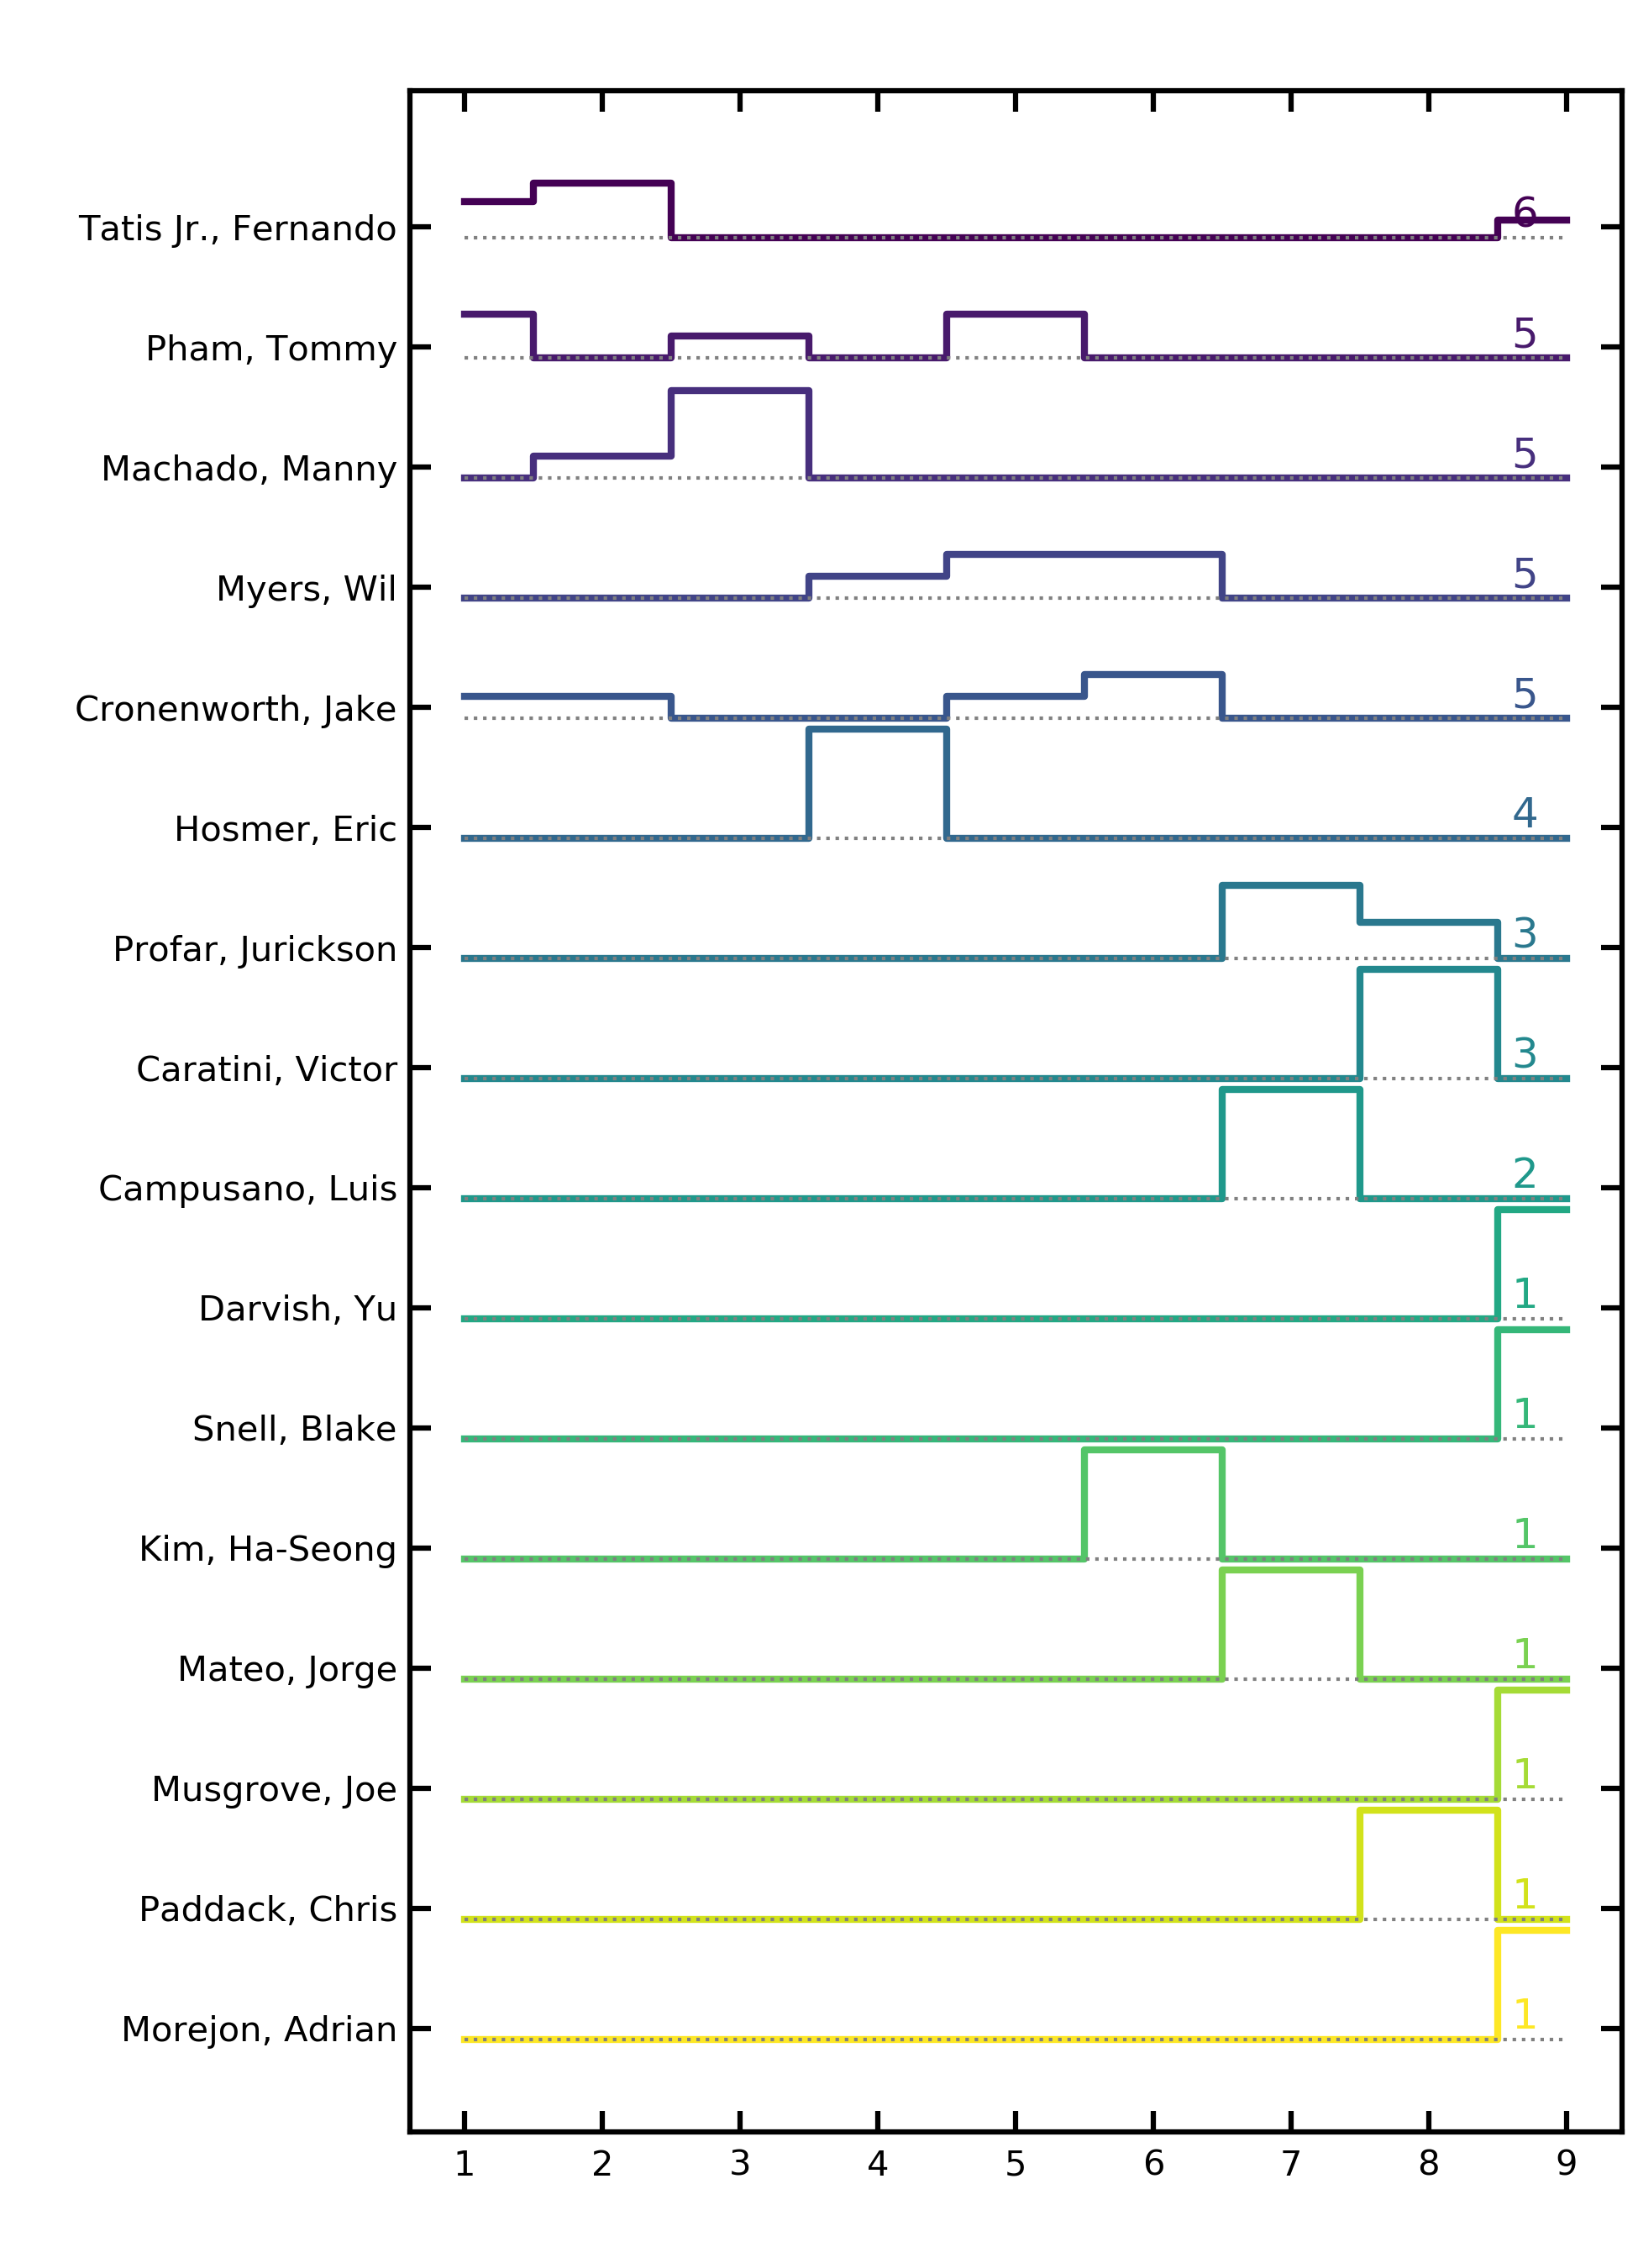 Tatis Jr., Fernando 6
Pham, Tommy 5
Machado, Manny 5
Myers, Wil 5
Cronenworth, Jake 5
Hosmer, Eric 4
Profar, Jurickson 3
Caratini, Victor 3
Campusano, Luis 2
Darvish, Yu 1
Snell, Blake 1
Kim, Ha-Seong 1
Mateo, Jorge 1
Musgrove, Joe 1
Paddack, Chris 1
Morejon, Adrian 1
1 2 3 4 5 6 7 8 9